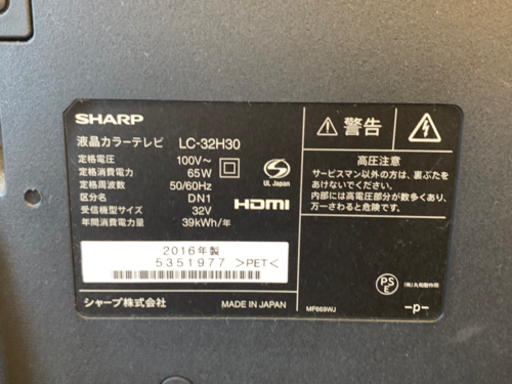 SHARP
液晶カラーテレビ LC-32H30
定格電圧 100V~
定格消費電力 65W
定格周波数 50/60Hz
区分名 DN1
受信機型サイズ 32V
年間消費電力量 39kWh/年
S
UL Japan
HDMI
2016年製
5351977 >PET<
シャープ株式会社 MADE IN JAPAN
警告
高圧注意
サービスマン以外の方は、裏ぶたを
あけないでください。
内部には高電圧部分が数多くあり、
万一さわると危険です。
PS
E
MF669WJ
-p-